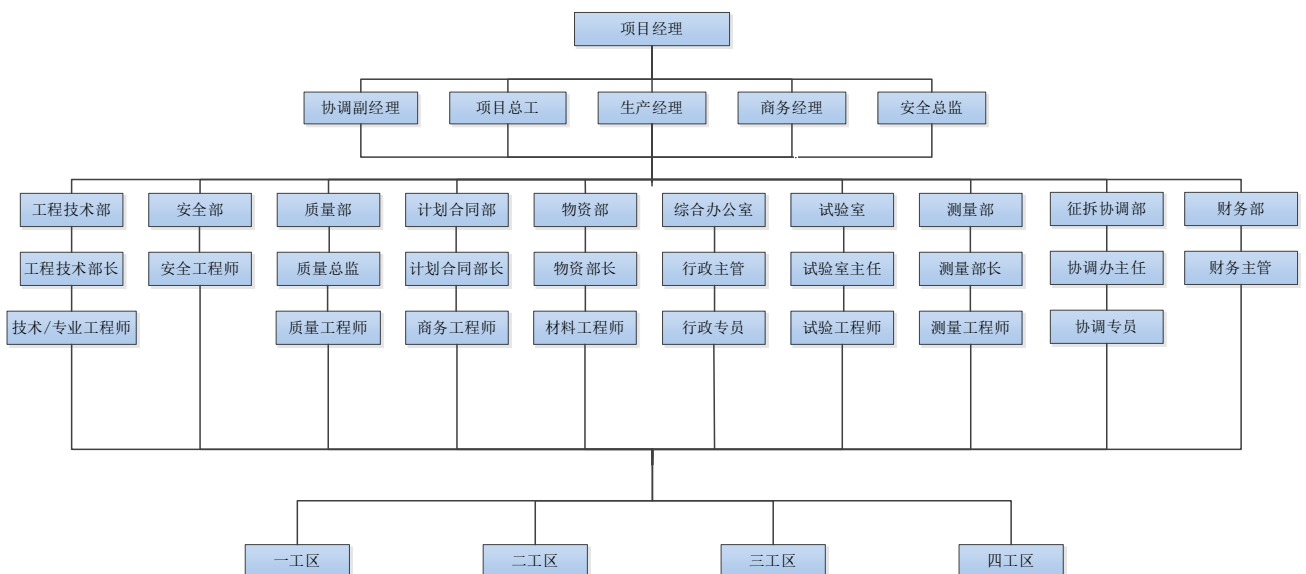 项目经理
协调副经理
项目总工
生产经理
商务经理
安全总监
工程技术部
安全部
质量部
计划合同部
物资部
综合办公室
试验室
测量部
征拆协调部
财务部
工程技术部长
安全工程师
质量总监
计划合同部长
物资部长
行政主管
试验室主任
测量部长
协调办主任
财务主管
技术/专业工程师
质量工程师
商务工程师
材料工程师
行政专员
试验工程师
测量工程师
协调专员
一工区
二工区
三工区
四工区